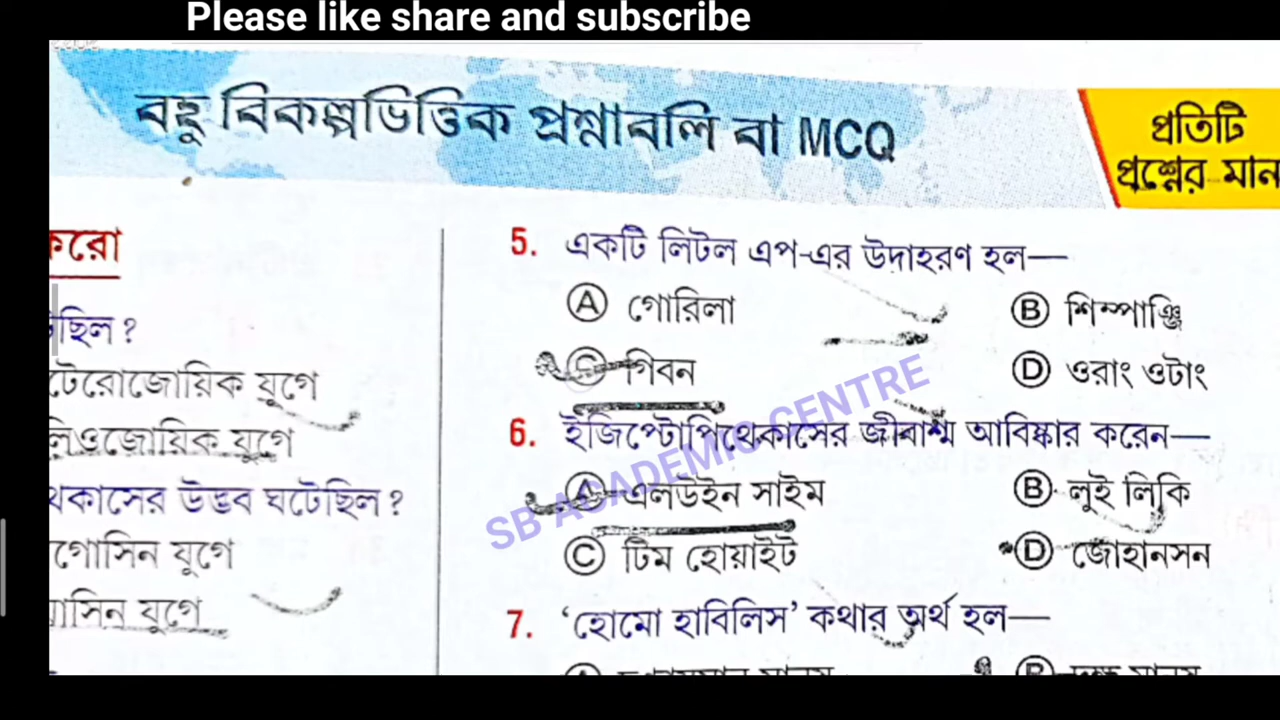 Please like share and subscribe
বহু বিকল্পভিত্তিক প্রশ্নাবলি বা MCQ
প্রতিটি
প্রশ্নের মান
করো
ছিল ?
টেরোজোয়িক যুগে
লিওজোয়িক যুগে
থকাসের উদ্ভব ঘটেছিল ?
গোসিন যুগে
াসিন যুগে
5. একটি লিটল এপ-এর উদাহরণ হল—
A গোরিলা B শিম্পাঞ্জি
C গিবন D ওরাং ওটাং
6. ইজিপ্টোপিথেকাসের জীবাশ্ম আবিষ্কার করেন—
A এলউইন সাইম B লুই লিকি
C টিম হোয়াইট D জোহানসন
7. ‘হোমো হাবিলিস’ কথার অর্থ হল—
SB ACADEMIC CENTRE